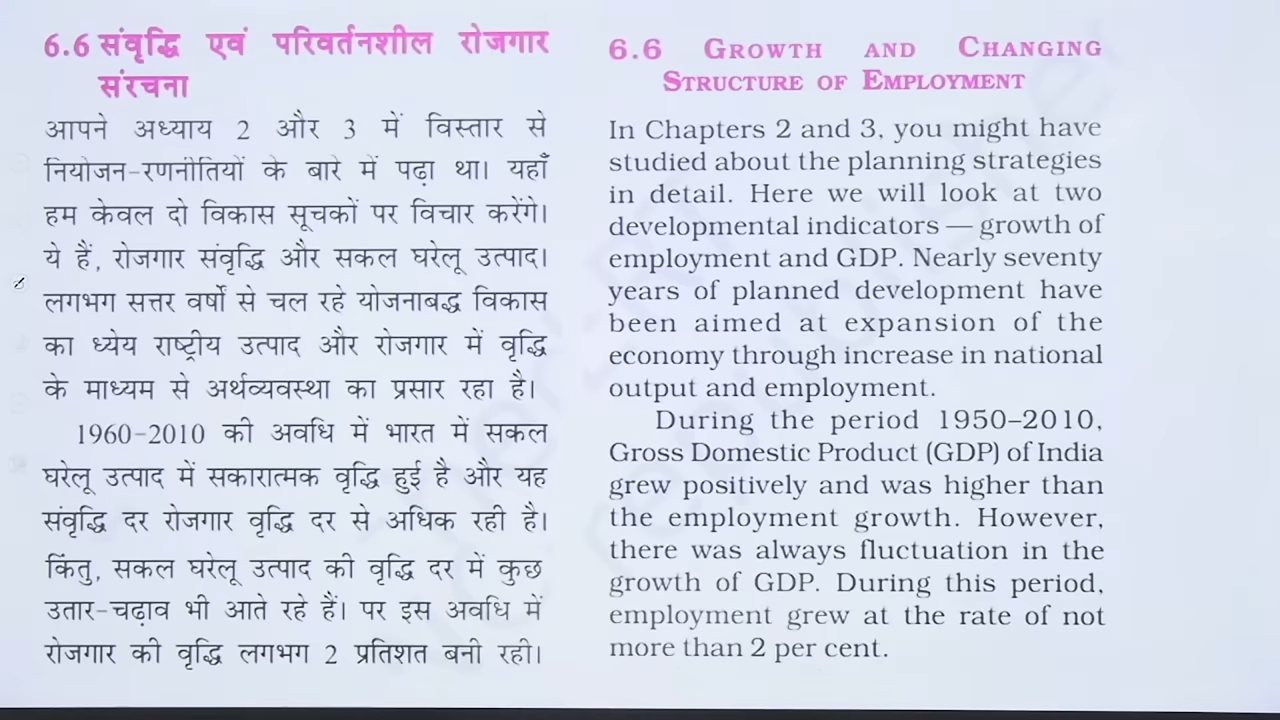 6.6 संवृद्धि एवं परिवर्तनशील रोजगार
संरचना
आपने अध्याय 2 और 3 में विस्तार से
नियोजन-रणनीतियों के बारे में पढ़ा था। यहाँ
हम केवल दो विकास सूचकों पर विचार करेंगे।
ये हैं, रोजगार संवृद्धि और सकल घरेलू उत्पाद।
लगभग सत्तर वर्षों से चल रहे योजनाबद्ध विकास
का ध्येय राष्ट्रीय उत्पाद और रोजगार में वृद्धि
के माध्यम से अर्थव्यवस्था का प्रसार रहा है।
1960-2010 की अवधि में भारत में सकल
घरेलू उत्पाद में सकारात्मक वृद्धि हुई है और यह
संवृद्धि दर रोजगार वृद्धि दर से अधिक रही है।
किंतु, सकल घरेलू उत्पाद की वृद्धि दर में कुछ
उतार-चढ़ाव भी आते रहे हैं। पर इस अवधि में
रोजगार की वृद्धि लगभग 2 प्रतिशत बनी रही।
6.6 GROWTH AND CHANGING
STRUCTURE OF EMPLOYMENT
In Chapters 2 and 3, you might have
studied about the planning strategies
in detail. Here we will look at two
developmental indicators — growth of
employment and GDP. Nearly seventy
years of planned development have
been aimed at expansion of the
economy through increase in national
output and employment.
During the period 1950–2010,
Gross Domestic Product (GDP) of India
grew positively and was higher than
the employment growth. However,
there was always fluctuation in the
growth of GDP. During this period,
employment grew at the rate of not
more than 2 per cent.